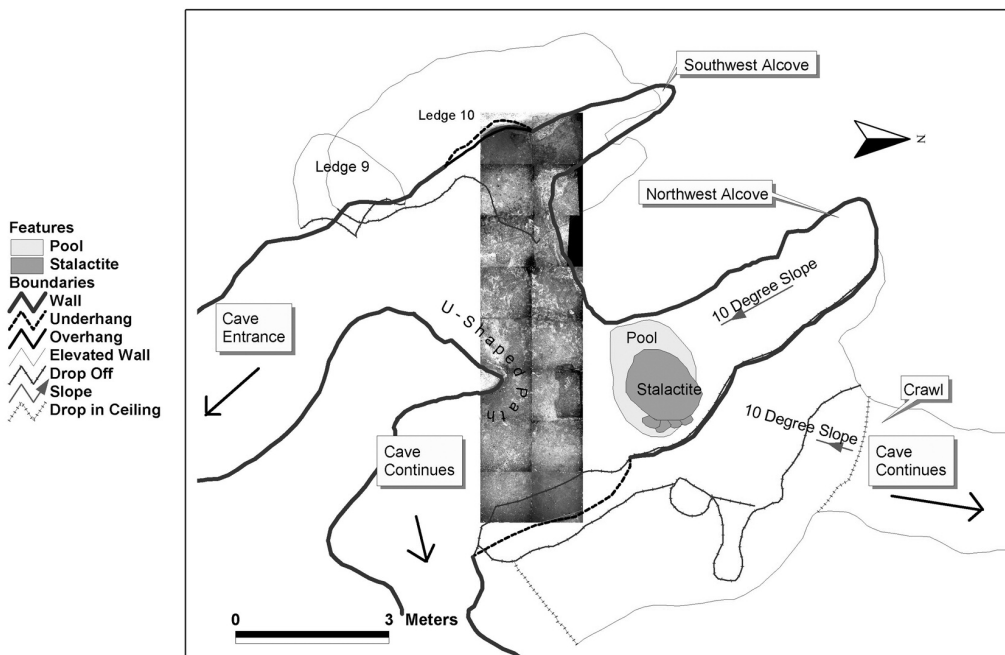 Southwest Alcove
Ledge 10
N
Ledge 9
Northwest Alcove
Features
Pool
Stalactite
Boundaries
Wall
Underhang
Overhang
Elevated Wall
Drop Off
Slope
Drop in Ceiling
Cave
Entrance
U-Shaped Path
10 Degree Slope
Pool
Stalactite
Crawl
10 Degree Slope
Cave
Continues
Cave
Continues
0 3 Meters